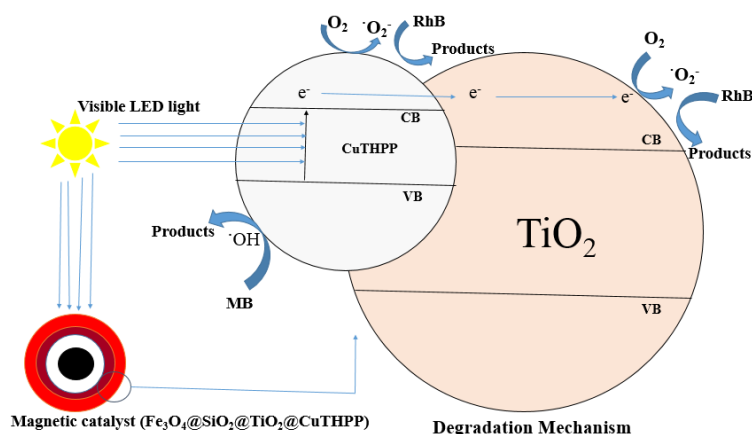 O₂ ·O₂⁻ RhB
Products
O₂
·O₂⁻
RhB
Products
Visible LED light
e⁻ e⁻ e⁻
CB
CB
CuTHPP
VB
TiO₂
Products
·OH
MB
VB
Magnetic catalyst (Fe₃O₄@SiO₂@TiO₂@CuTHPP)
Degradation Mechanism